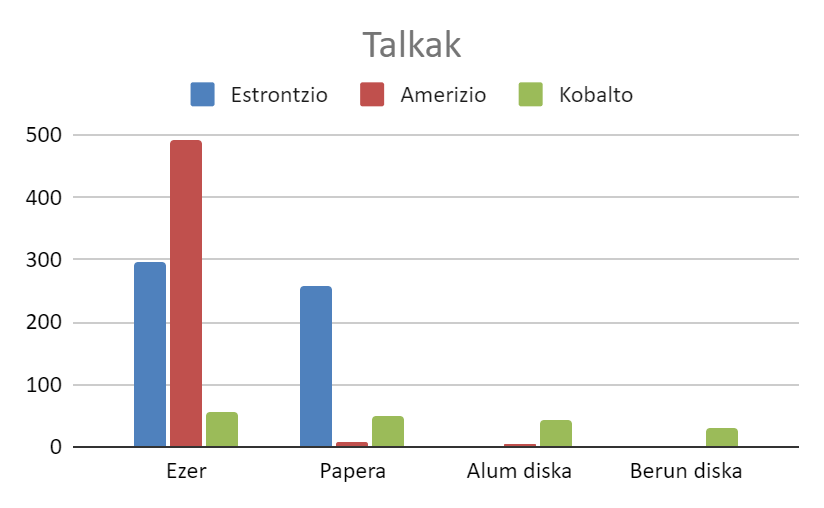 Talkak
Estrontzio Amerizio Kobalto
500
400
300
200
100
0
Ezer Papera Alum diska Berun diska